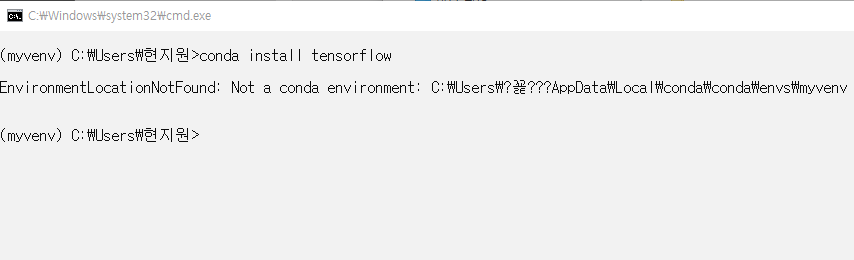 C:\Windows\system32\cmd.exe
(myvenv) C:₩Users₩현지원>conda install tensorflow
EnvironmentLocationNotFound: Not a conda environment: C:₩Users₩?꾩???AppData₩Local₩conda₩conda₩envs₩myvenv
(myvenv) C:₩Users₩현지원>